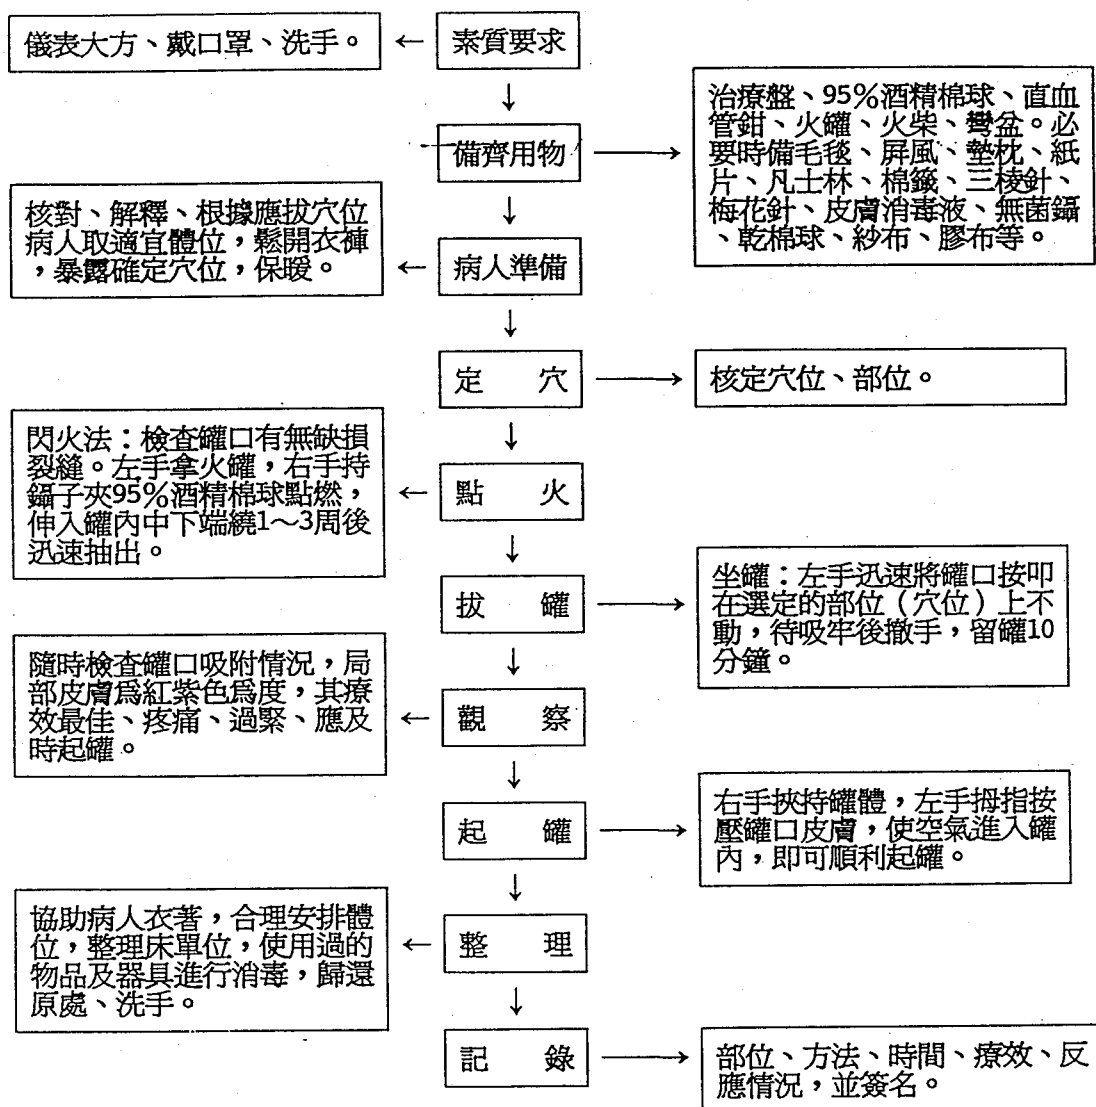 素質要求
儀表大方、戴口罩、洗手。
備齊用物
治療盤、95%酒精棉球、直血
管鉗、火罐、火柴、彎盆。必
要時備毛毯、屏風、墊枕、紙
片、凡士林、棉籤、三棱針、
梅花針、皮膚消毒液、無菌鑷
、乾棉球、紗布、膠布等。
病人準備
核對、解釋、根據應拔穴位
病人取適宜體位，鬆開衣褲
，暴露確定穴位，保暖。
定 穴
核定穴位、部位。
點 火
閃火法：檢查罐口有無缺損
裂縫。左手拿火罐，右手持
鑷子夾95%酒精棉球點燃，
伸入罐內中下端繞1～3周後
迅速抽出。
拔 罐
坐罐：左手迅速將罐口按叩
在選定的部位（穴位）上不
動，待吸牢後撤手，留罐10
分鐘。
觀 察
隨時檢查罐口吸附情況，局
部皮膚爲紅紫色爲度，其療
效最佳、疼痛、過緊、應及
時起罐。
起 罐
右手挾持罐體，左手拇指按
壓罐口皮膚，使空氣進入罐
內，即可順利起罐。
整 理
協助病人衣著，合理安排體
位，整理床單位，使用過的
物品及器具進行消毒，歸還
原處、洗手。
記 錄
部位、方法、時間、療效、反
應情況，並簽名。